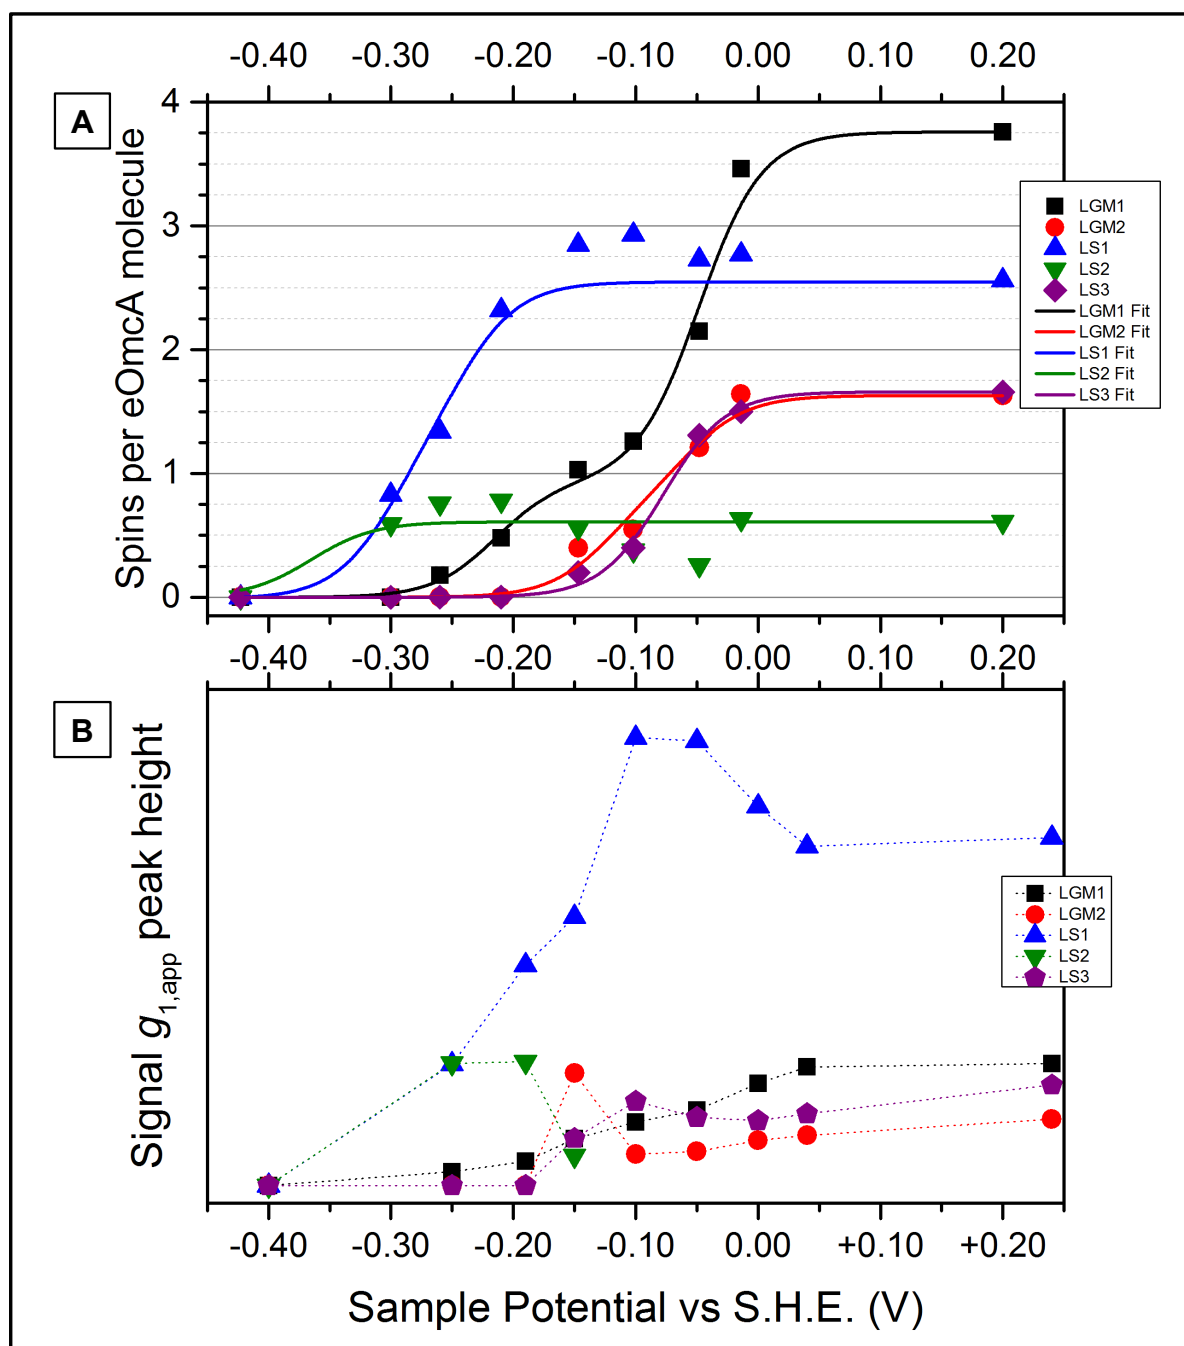 -0.40 -0.30 -0.20 -0.10 0.00 0.10 0.20
A
4
3
2
1
0
Spins per eOmcA molecule
LGM1
LGM2
LS1
LS2
LS3
LGM1 Fit
LGM2 Fit
LS1 Fit
LS2 Fit
LS3 Fit
-0.40 -0.30 -0.20 -0.10 0.00 0.10 0.20
B
Signal g1,app peak height
LGM1
LGM2
LS1
LS2
LS3
-0.40 -0.30 -0.20 -0.10 0.00 +0.10 +0.20
Sample Potential vs S.H.E. (V)